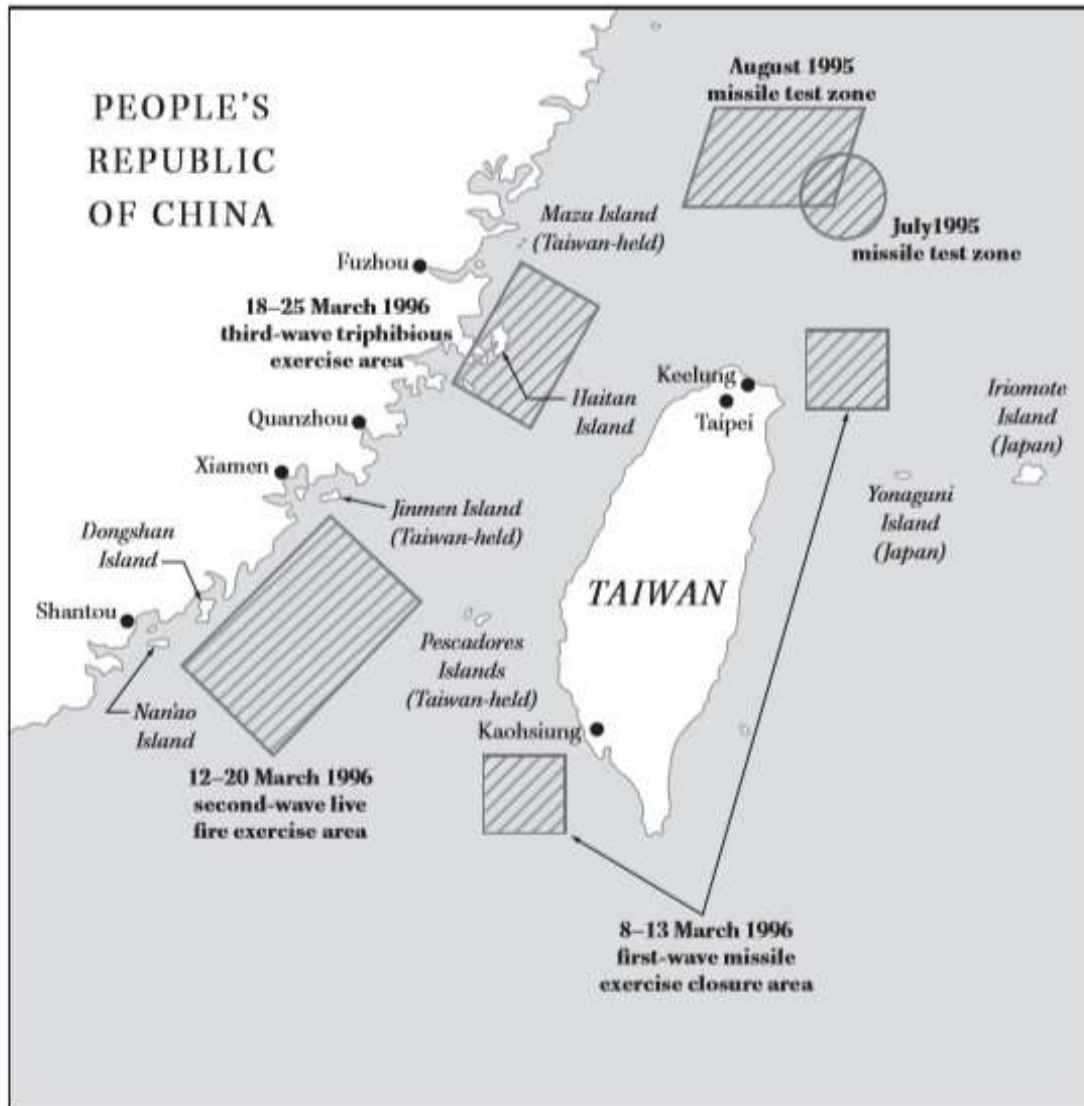 PEOPLE'S
REPUBLIC
OF CHINA
August 1995
missile test zone
July1995
missile test zone
Mazu Island
(Taiwan-held)
Fuzhou
18–25 March 1996
third-wave triphibious
exercise area
Haitan
Island
Keelung
Taipei
Iriomote
Island
(Japan)
Quanzhou
Xiamen
Jinmen Island
(Taiwan-held)
Yonaguni
Island
(Japan)
Dongshan
Island
Shantou
TAIWAN
Pescadores
Islands
(Taiwan-held)
Nan'ao
Island
Kaohsiung
12–20 March 1996
second-wave live
fire exercise area
8–13 March 1996
first-wave missile
exercise closure area